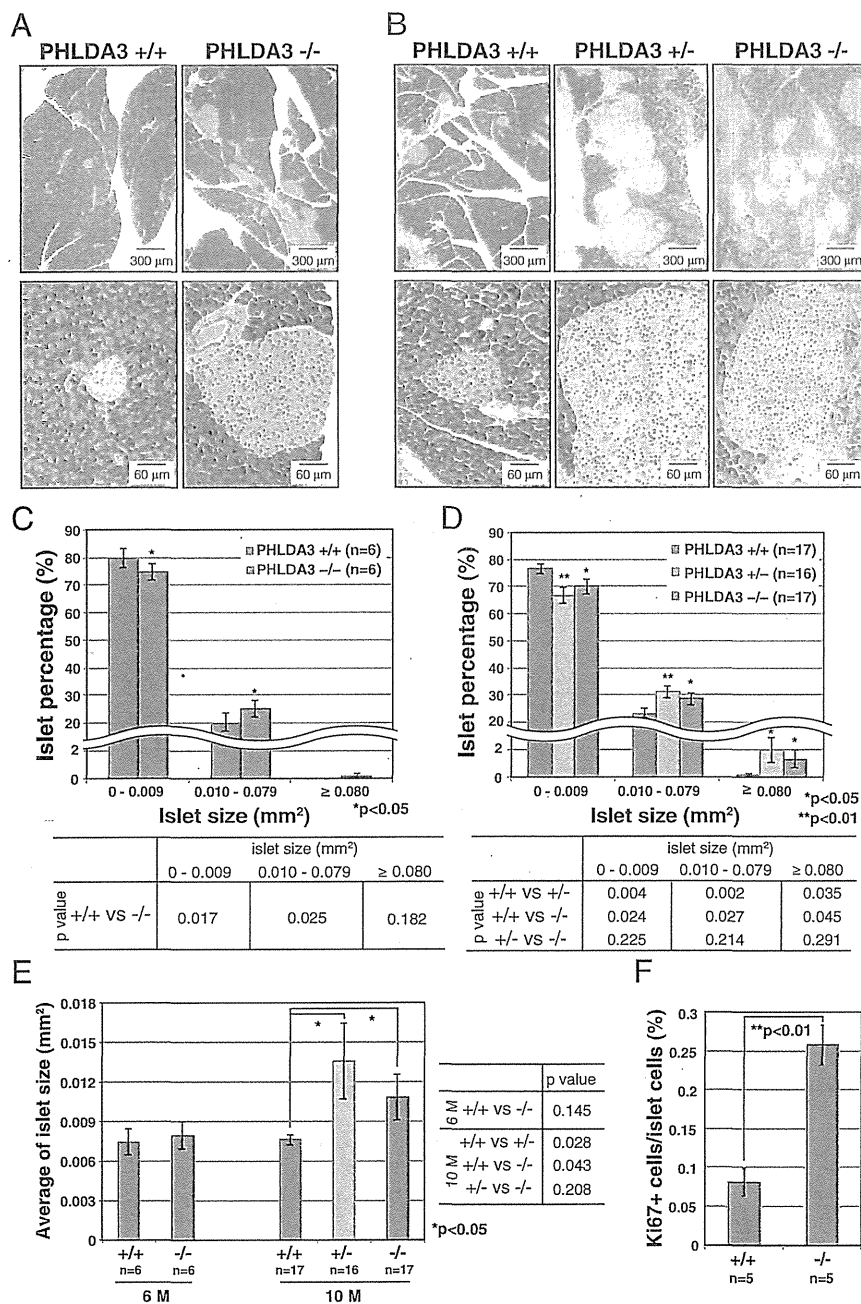 A
PHLDA3 +/+ PHLDA3 -/-
300 μm 300 μm
60 μm 60 μm
B
PHLDA3 +/+ PHLDA3 +/- PHLDA3 -/-
300 μm 300 μm 300 μm
60 μm 60 μm 60 μm
C
Islet percentage (%)
90
80
70
60
50
40
30
20
2
0
PHLDA3 +/+ (n=6)
PHLDA3 −/− (n=6)
*
*
0 - 0.009 0.010 - 0.079 ≥ 0.080
Islet size (mm²) *p<0.05
islet size (mm²)
0 - 0.009 0.010 - 0.079 ≥ 0.080
p value +/+ VS -/- 0.017 0.025 0.182
D
Islet percentage (%)
90
80
70
60
50
40
30
20
2
0
PHLDA3 +/+ (n=17)
PHLDA3 +/− (n=16)
PHLDA3 −/− (n=17)
** *
** *
* *
0 - 0.009 0.010 - 0.079 ≥ 0.080
Islet size (mm²) *p<0.05
**p<0.01
islet size (mm²)
0 - 0.009 0.010 - 0.079 ≥ 0.080
p value
+/+ vs +/- 0.004 0.002 0.035
+/+ vs -/- 0.024 0.027 0.045
+/- vs -/- 0.225 0.214 0.291
E
Average of islet size (mm²)
0.018
0.015
0.012
0.009
0.006
0.003
0
* *
+/+ -/- +/+ +/- -/-
n=6 n=6 n=17 n=16 n=17
6 M 10 M
p value
6 M +/+ vs -/- 0.145
10 M
+/+ vs +/- 0.028
+/+ vs -/- 0.043
+/- vs -/- 0.208
*p<0.05
F
Ki67+ cells/islet cells (%)
0.3
0.25
0.2
0.15
0.1
0.05
0
**p<0.01
+/+ -/-
n=5 n=5